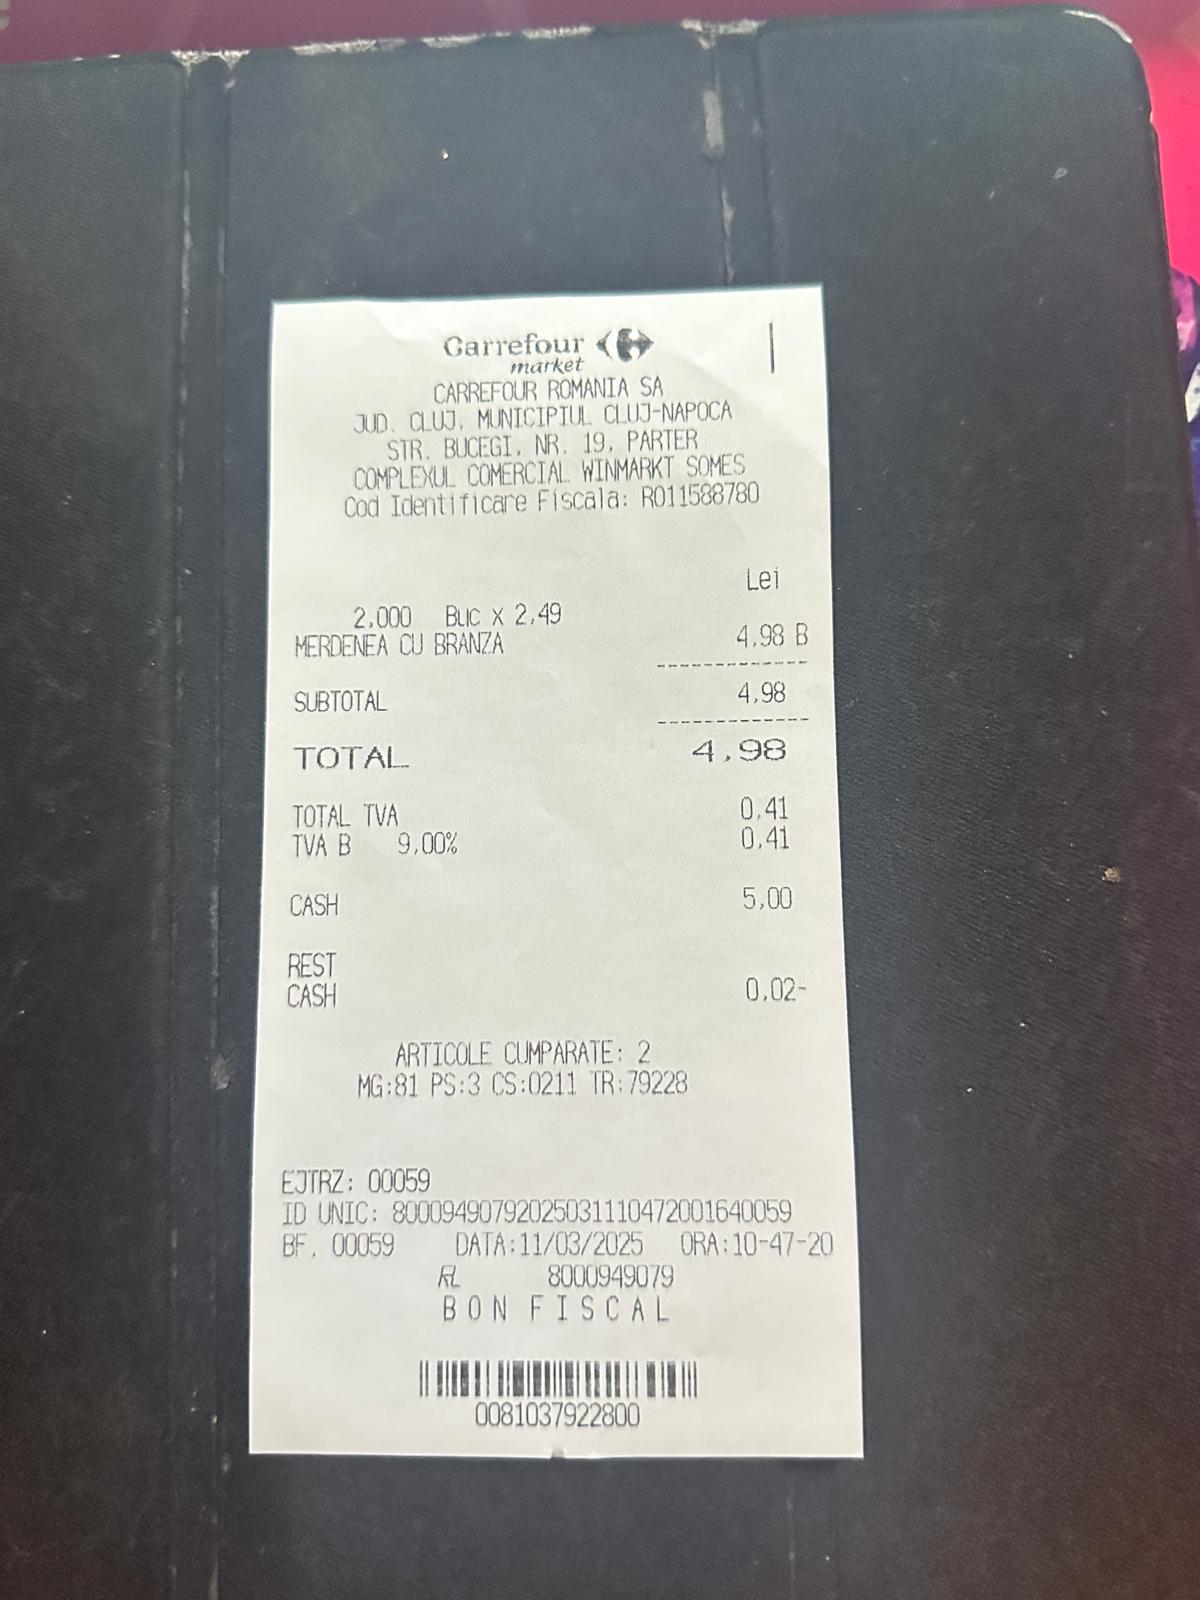 Carrefour
market
CARREFOUR ROMANIA SA
JUD. CLUJ, MUNICIPIUL CLUJ-NAPOCA
STR. BUCEGI, NR. 19, PARTER
COMPLEXUL COMERCIAL WINMARKT SOMES
Cod Identificare Fiscala: RO11588780
Lei
2,000 Buc X 2,49
MERDENEA CU BRANZA 4,98 B
SUBTOTAL 4,98
TOTAL 4,98
TOTAL TVA 0,41
TVA B 9,00% 0,41
CASH 5,00
REST
CASH 0,02-
ARTICOLE CUMPARATE: 2
MG:81 PS:3 CS:0211 TR:79228
EJTRZ: 00059
ID UNIC: 80009490792025031110472001640059
BF. 00059 DATA:11/03/2025 ORA:10-47-20
RL 8000949079
BON FISCAL
0081037922800